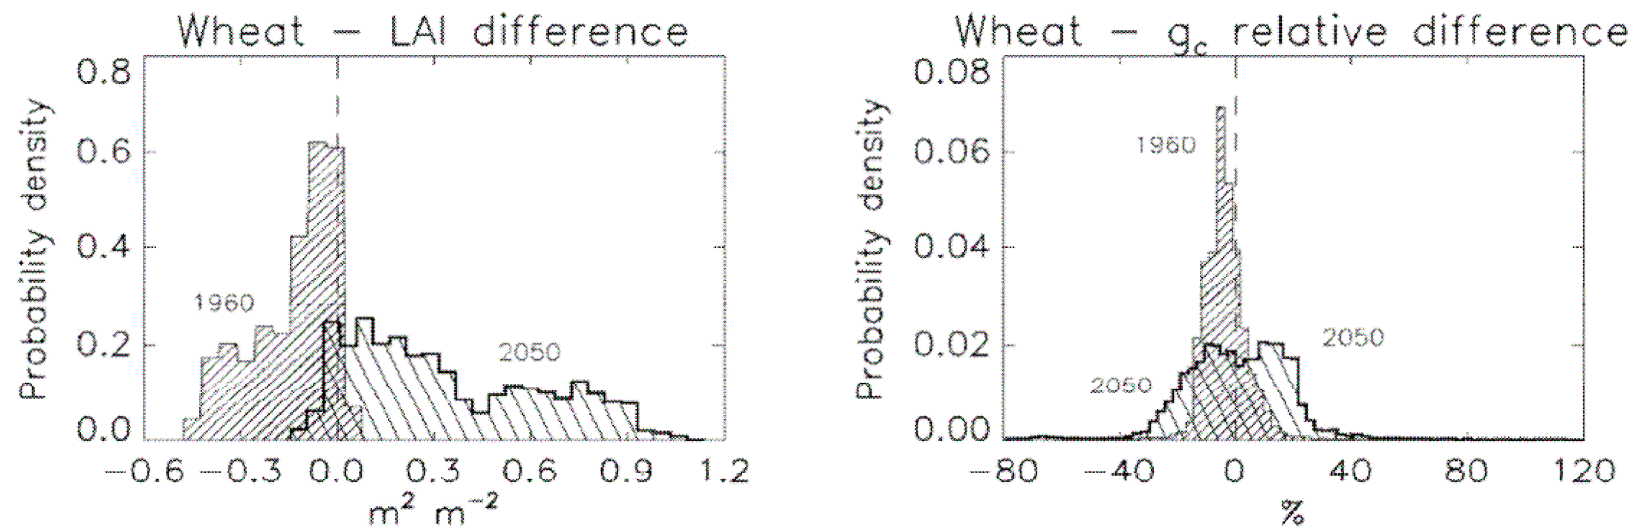 Wheat – LAI difference
Probability density
0.8
0.6
0.4
0.2
0.0
1960
2050
−0.6 −0.3 0.0 0.3 0.6 0.9 1.2
m² m⁻²
Wheat – g_c relative difference
Probability density
0.08
0.06
0.04
0.02
0.00
1960
2050
2050
−80 −40 0 40 80 120
%